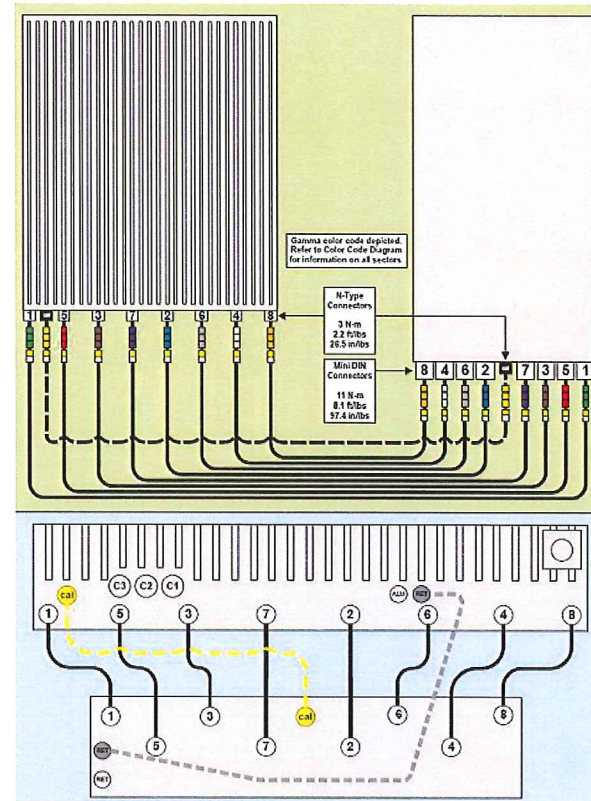 Gamma color code depicted.
Refer to Color Code Diagram
for information on all sectors
N-Type
Connectors
3 N-m
2.2 ft/lbs
26.5 in/lbs
1 5 3 7 2 6 4 8
Mini DIN
Connectors
11 N-m
8.1 ft/lbs
97.4 in/lbs
8 4 6 2 7 3 5 1
C3 C2 C1
cal ALM RET
1 5 3 7 2 6 4 8
1 3 cal 6 8
5 7 2 4
RET
RET